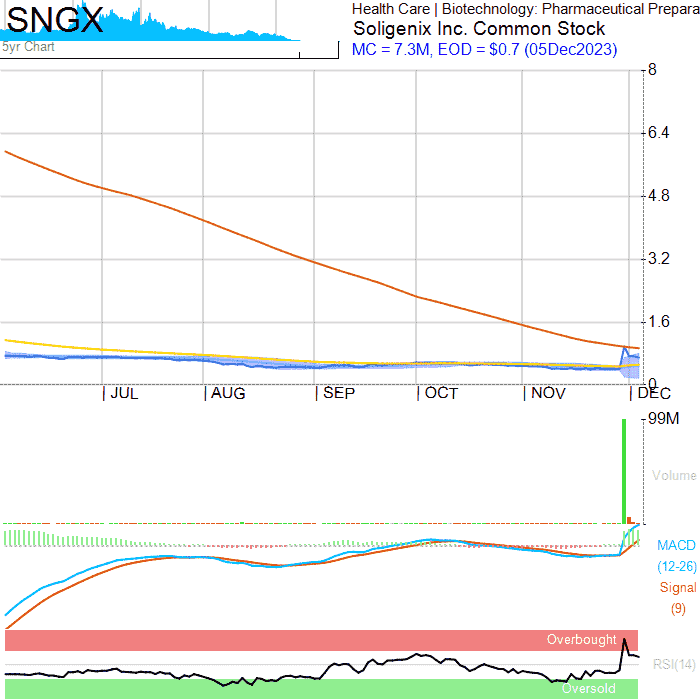 SNGX
Health Care | Biotechnology: Pharmaceutical Prepara
Soligenix Inc. Common Stock
5yr Chart
MC = 7.3M, EOD = $0.7 (05Dec2023)
8
6.4
4.8
3.2
1.6
0
JUL AUG SEP OCT NOV DEC
99M
Volume
MACD
(12-26)
Signal
(9)
Overbought
RSI(14)
Oversold